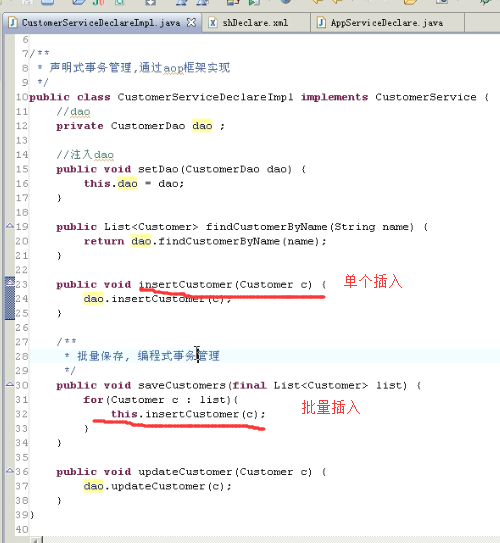 CustomerServiceDeclareImpl.java shDeclare.xml AppServiceDeclare.java
6
7 /**
8 * 声明式事务管理,通过aop框架实现
9 */
10 public class CustomerServiceDeclareImpl implements CustomerService {
11 //dao
12 private CustomerDao dao ;
13
14 //注入dao
15 public void setDao(CustomerDao dao) {
16 this.dao = dao;
17 }
18
19 public List<Customer> findCustomerByName(String name) {
20 return dao.findCustomerByName(name);
21 }
22
23 public void insertCustomer(Customer c) { 单个插入
24 dao.insertCustomer(c);
25 }
26
27 /**
28 * 批量保存, 编程式事务管理
29 */
30 public void saveCustomers(final List<Customer> list) {
31 for(Customer c : list){ 批量插入
32 this.insertCustomer(c);
33 }
34 }
35
36 public void updateCustomer(Customer c) {
37 dao.updateCustomer(c);
38 }
39 }
40